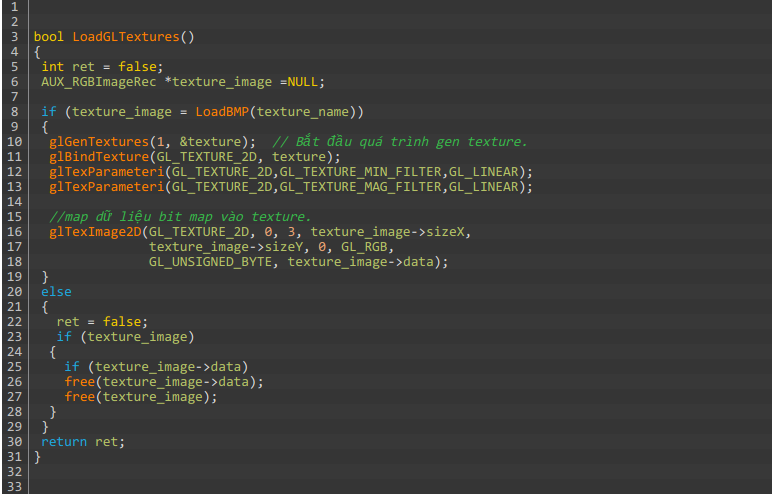 1
2
3 bool LoadGLTextures()
4 {
5 int ret = false;
6 AUX_RGBImageRec *texture_image =NULL;
7
8 if (texture_image = LoadBMP(texture_name))
9 {
10 glGenTextures(1, &texture);  // Bắt đầu quá trình gen texture.
11 glBindTexture(GL_TEXTURE_2D, texture);
12 glTexParameteri(GL_TEXTURE_2D,GL_TEXTURE_MIN_FILTER,GL_LINEAR);
13 glTexParameteri(GL_TEXTURE_2D,GL_TEXTURE_MAG_FILTER,GL_LINEAR);
14
15 //map dữ liệu bit map vào texture.
16 glTexImage2D(GL_TEXTURE_2D, 0, 3, texture_image->sizeX,
17 texture_image->sizeY, 0, GL_RGB,
18 GL_UNSIGNED_BYTE, texture_image->data);
19 }
20 else
21 {
22 ret = false;
23 if (texture_image)
24 {
25 if (texture_image->data)
26 free(texture_image->data);
27 free(texture_image);
28 }
29 }
30 return ret;
31 }
32
33